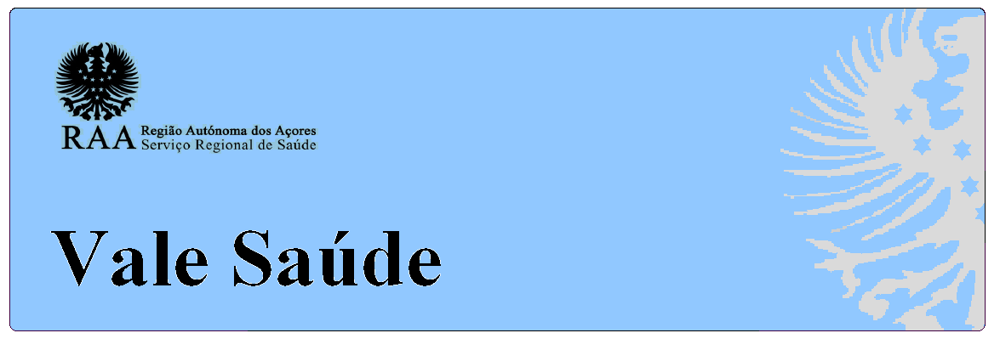 RAA Região Autónoma dos Açores
Serviço Regional de Saúde
Vale Saúde